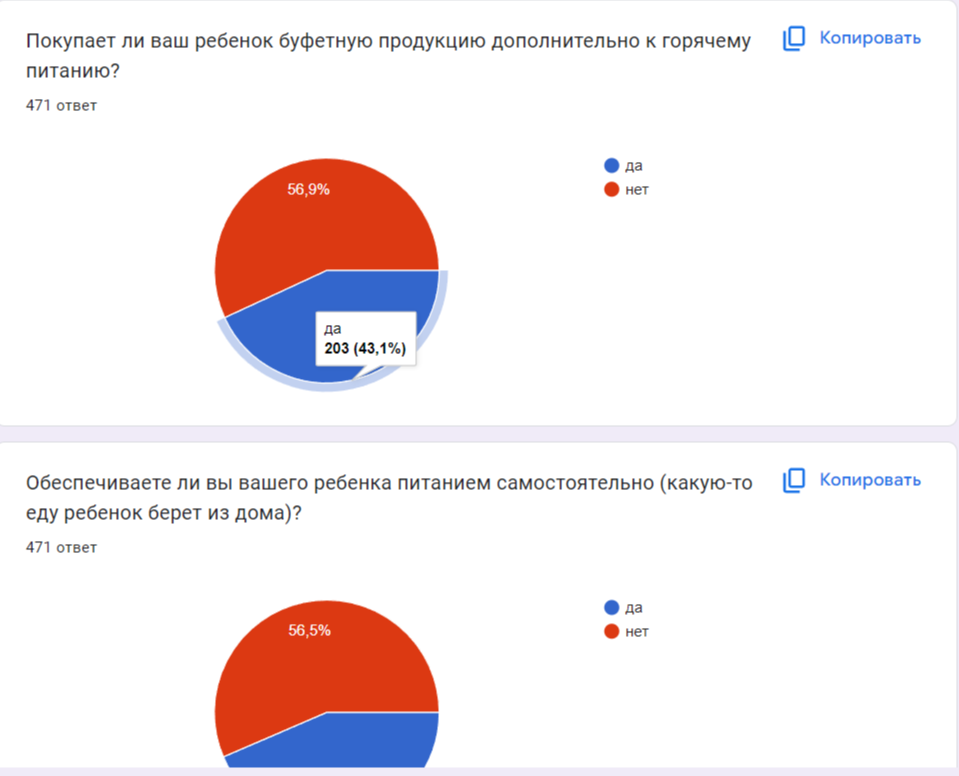 Покупает ли ваш ребенок буфетную продукцию дополнительно к горячему
питанию?
Копировать
471 ответ
да
нет
56,9%
да
203 (43,1%)
Обеспечиваете ли вы вашего ребенка питанием самостоятельно (какую-то
еду ребенок берет из дома)?
Копировать
471 ответ
да
нет
56,5%